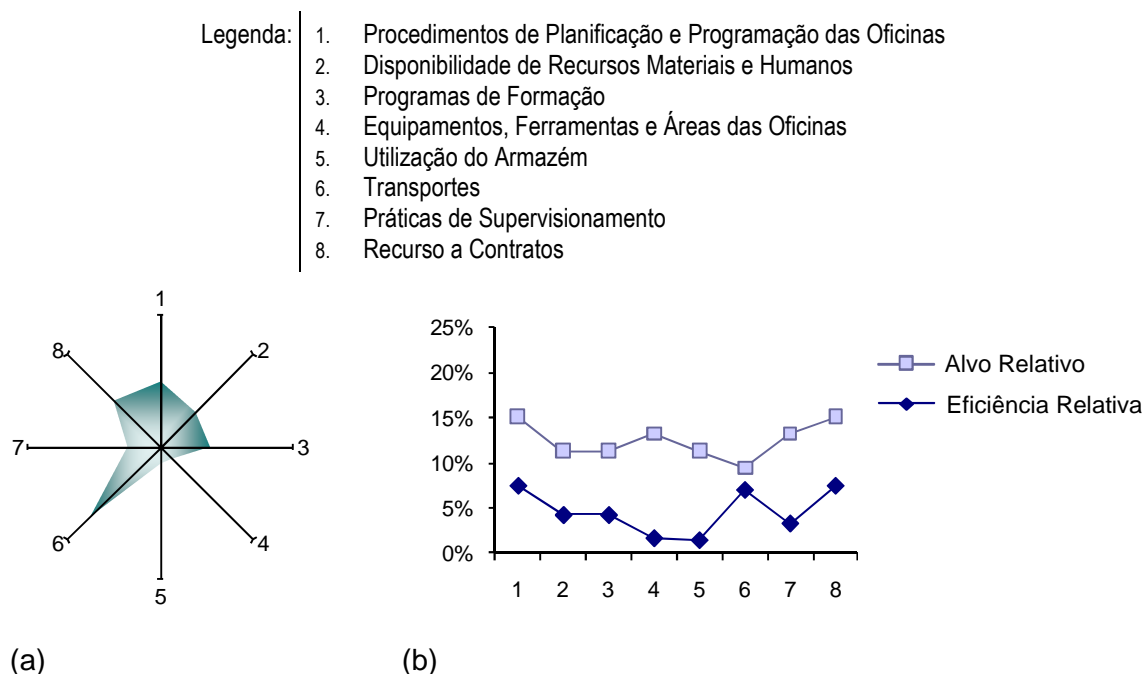 Legenda:
1. Procedimentos de Planificação e Programação das Oficinas
2. Disponibilidade de Recursos Materiais e Humanos
3. Programas de Formação
4. Equipamentos, Ferramentas e Áreas das Oficinas
5. Utilização do Armazém
6. Transportes
7. Práticas de Supervisionamento
8. Recurso a Contratos
1
2
3
4
5
6
7
8
25%
20%
15%
10%
5%
0%
1 2 3 4 5 6 7 8
Alvo Relativo
Eficiência Relativa
(a)
(b)